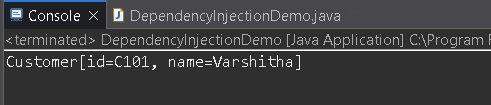 Console DependencyInjectionDemo.java
<terminated> DependencyInjectionDemo [Java Application] C:\Program F
Customer[id=C101, name=Varshitha]